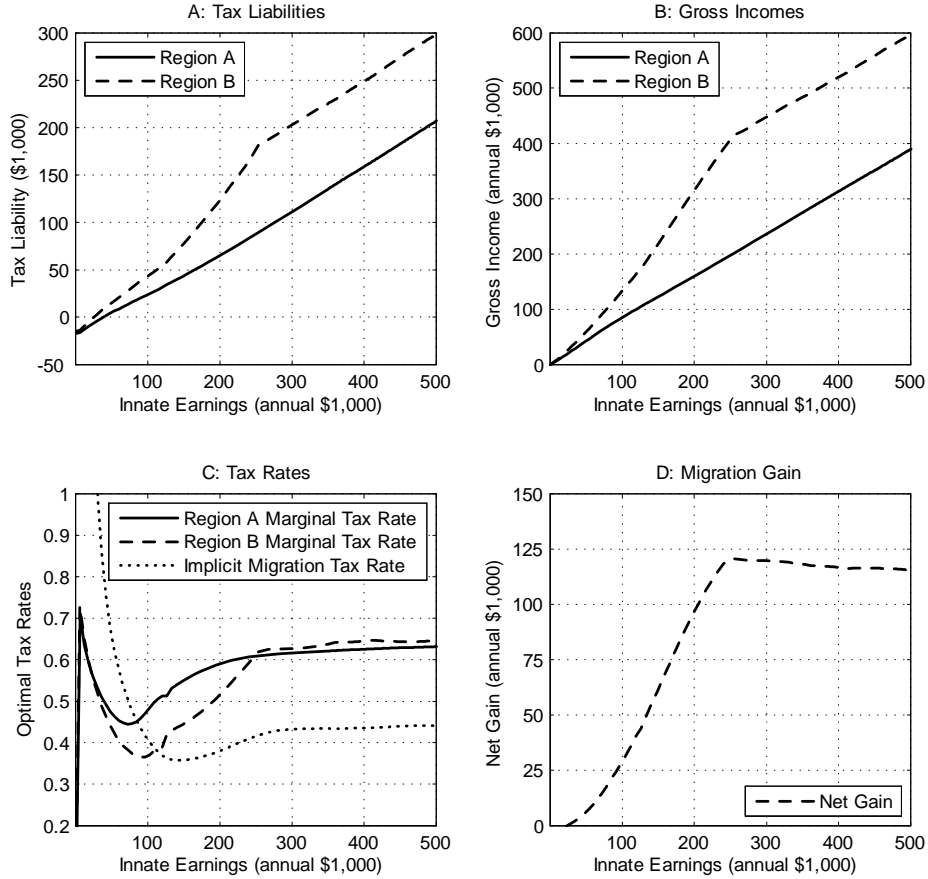 A: Tax Liabilities
300
250
200
150
100
50
0
-50
Tax Liability ($1,000)
Region A
Region B
100 200 300 400 500
Innate Earnings (annual $1,000)
B: Gross Incomes
600
500
400
300
200
100
0
Gross Income (annual $1,000)
Region A
Region B
100 200 300 400 500
Innate Earnings (annual $1,000)
C: Tax Rates
1
0.9
0.8
0.7
0.6
0.5
0.4
0.3
0.2
Optimal Tax Rates
Region A Marginal Tax Rate
Region B Marginal Tax Rate
Implicit Migration Tax Rate
100 200 300 400 500
Innate Earnings (annual $1,000)
D: Migration Gain
150
125
100
75
50
25
0
Net Gain (annual $1,000)
Net Gain
100 200 300 400 500
Innate Earnings (annual $1,000)